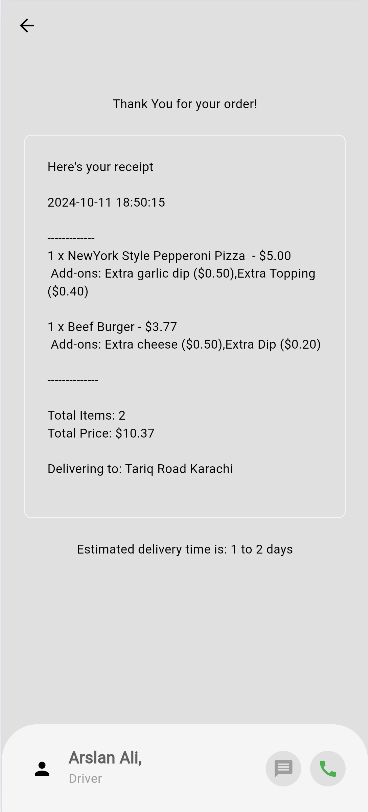 Thank You for your order!
Here's your receipt
2024-10-11 18:50:15
-------------
1 x NewYork Style Pepperoni Pizza  - $5.00
Add-ons: Extra garlic dip ($0.50),Extra Topping
($0.40)
1 x Beef Burger - $3.77
Add-ons: Extra cheese ($0.50),Extra Dip ($0.20)
--------------
Total Items: 2
Total Price: $10.37
Delivering to: Tariq Road Karachi
Estimated delivery time is: 1 to 2 days
Arslan Ali,
Driver